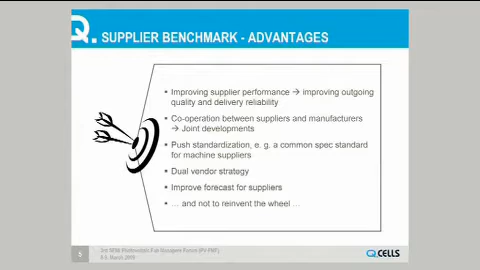 Q. SUPPLIER BENCHMARK - ADVANTAGES
• Improving supplier performance → improving outgoing
quality and delivery reliability
• Co-operation between suppliers and manufacturers
→ Joint developments
• Push standardization, e. g. a common spec standard
for machine suppliers
• Dual vendor strategy
• Improve forecast for suppliers
• … and not to reinvent the wheel …
3rd SEMI Photovoltaic Fab Managers Forum (PV FMF)
March
Q.CELLS